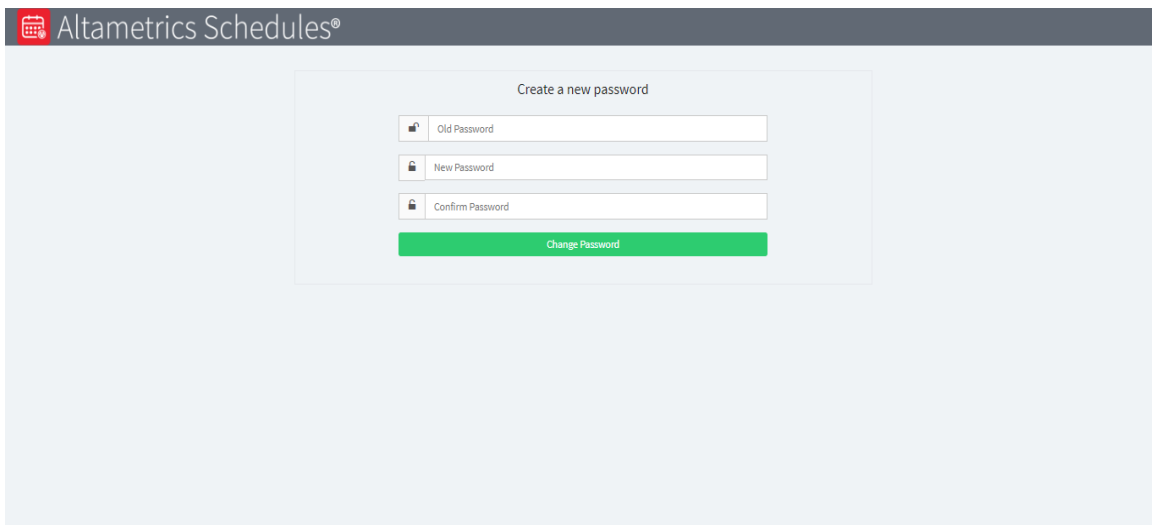 Altametrics Schedules®
Create a new password
Old Password
New Password
Confirm Password
Change Password